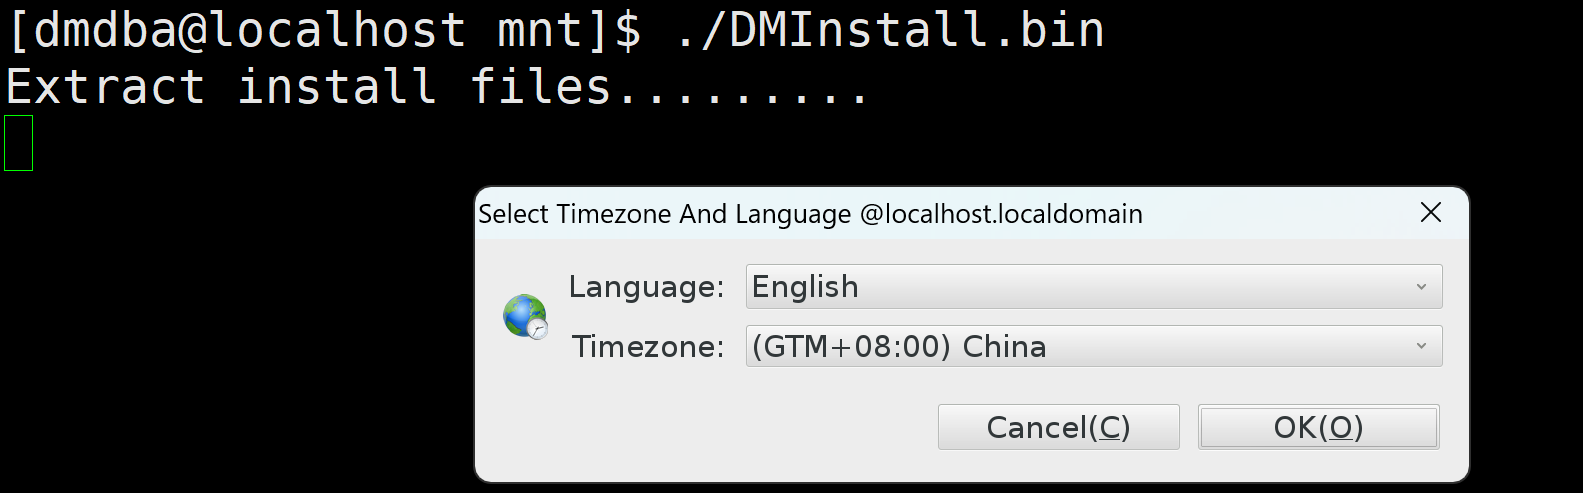 [dmdba@localhost mnt]$ ./DMInstall.bin
Extract install files.........
Select Timezone And Language @localhost.localdomain
Language: English
Timezone: (GTM+08:00) China
Cancel(C) OK(O)